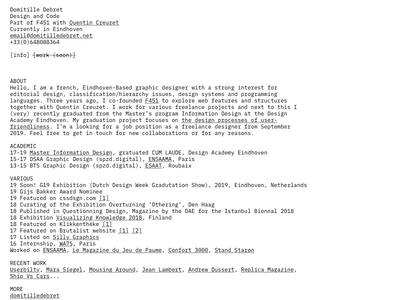 Domitille Debret
Design and Code
Part of F451 with Quentin Creuzet
Currently in Eindhoven
email@domitilledebret.net
+33(0)648088364
[info] (work (soon))
ABOUT
Hello, I am a french, Eindhoven-Based graphic designer with a strong interest for
editorial design, classification/hierarchy issues, design systems and programming
languages. Three years ago, I co-founded F451 to explore web features and structures
together with Quentin Creuzet. I work for various freelance projects and next to this I
(very) recently graduated from the Master's program Information Design at the Design
Academy Eindhoven. My graduation project focuses on the design processes of user-
friendliness. I'm a looking for a job position as a freelance designer from September
2019. Feel free to get in touch for new collaborations or for any reasons.
ACADEMIC
17-19 Master Information Design, gratuated CUM LAUDE, Design Academy Eindhoven
15-17 DSAA Graphic Design (spzd.digital), ENSAAMA, Paris
13-15 BTS Graphic Design (spzd.digital), ESAAT, Roubaix
VARIOUS
19 Soon! G19 Exhibition (Dutch Design Week Gradutation Show), 2019, Eindhoven, Netherlands
19 Gijs Bakker Award Nominee
19 Featured on cssdsgn.com [1]
18 Curating of the Exhibition Overturning 'Othering', Den Haag
18 Published in Questionning Design, Magazine by the DAE for the Istanbul Biennal 2018
18 Exhibition Visualizing Knowledge 2018, Finland
18 Featured on Klikkentheke [1]
17 Featured on Brutalist website [1] [2]
17 Listed on Silly Graphics
16 Internship, WA75, Paris
Worked on ENSAAMA, Le Magazine du Jeu de Paume, Confort 3000, Stand Staron
RECENT WORK
Userbilty, Mara Siegel, Mousing Around, Jean Lambert, Andrew Dussert, Replica Magazine,
Ship Vs Cars...
MORE
domitilledebret